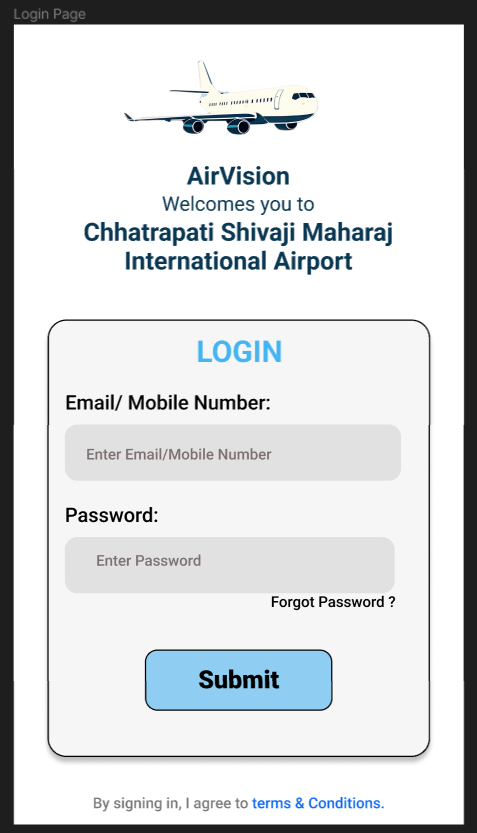 Login Page
AirVision
Welcomes you to
Chhatrapati Shivaji Maharaj
International Airport
LOGIN
Email/ Mobile Number:
Enter Email/Mobile Number
Password:
Enter Password
Forgot Password ?
Submit
By signing in, I agree to terms & Conditions.